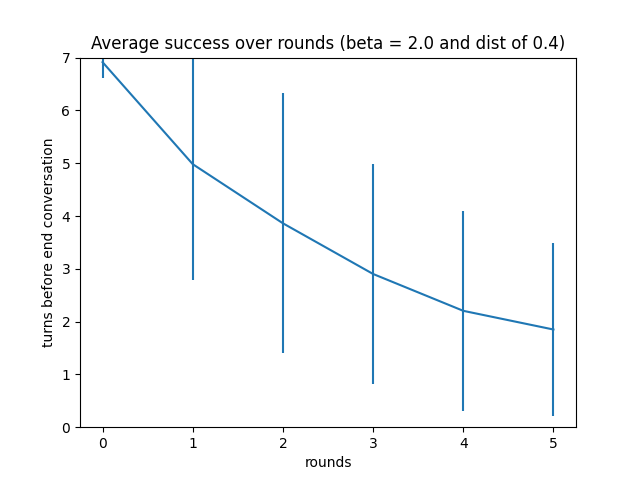 Average success over rounds (beta = 2.0 and dist of 0.4)
7
6
5
4
3
2
1
0
turns before end conversation
0 1 2 3 4 5
rounds